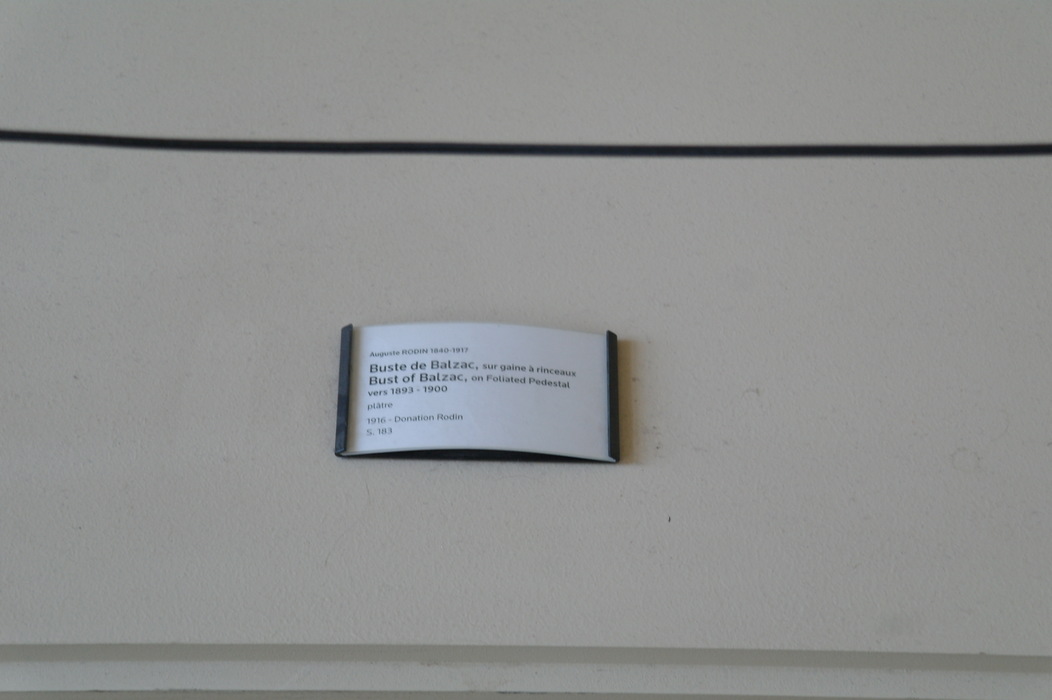 Auguste RODIN 1840-1917
Buste de Balzac, sur gaine à rinceaux
Bust of Balzac, on Foliated Pedestal
vers 1893 - 1900
plâtre
1916 - Donation Rodin
S. 183